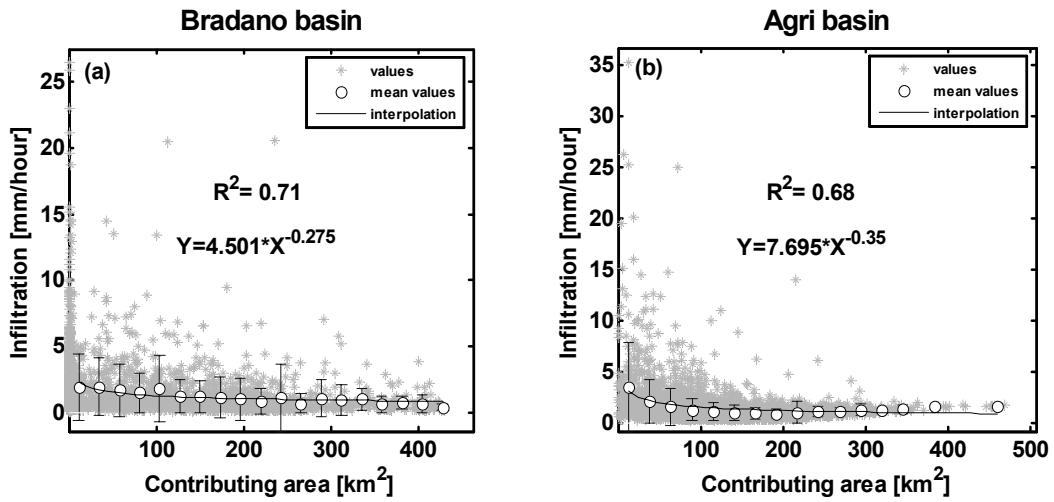 Bradano basin
(a)
values
mean values
interpolation
R²= 0.71
Y=4.501*X^-0.275
Infiltration [mm/hour]
25
20
15
10
5
0
100 200 300 400
Contributing area [km²]
Agri basin
(b)
values
mean values
interpolation
R²= 0.68
Y=7.695*X^-0.35
Infiltration [mm/hour]
35
30
25
20
15
10
5
0
100 200 300 400 500
Contributing area [km²]